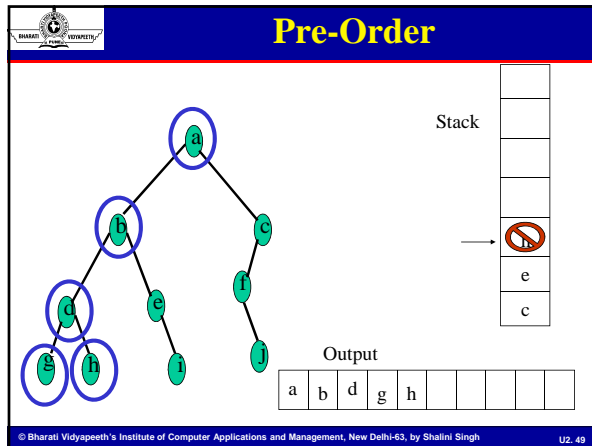 BHARATI VIDYAPEETH
PUNE
Pre-Order
Stack
a
b
c
d
e
f
g
h
i
j
e
c
Output
a b d g h
© Bharati Vidyapeeth's Institute of Computer Applications and Management, New Delhi-63, by Shalini Singh
U2. 49